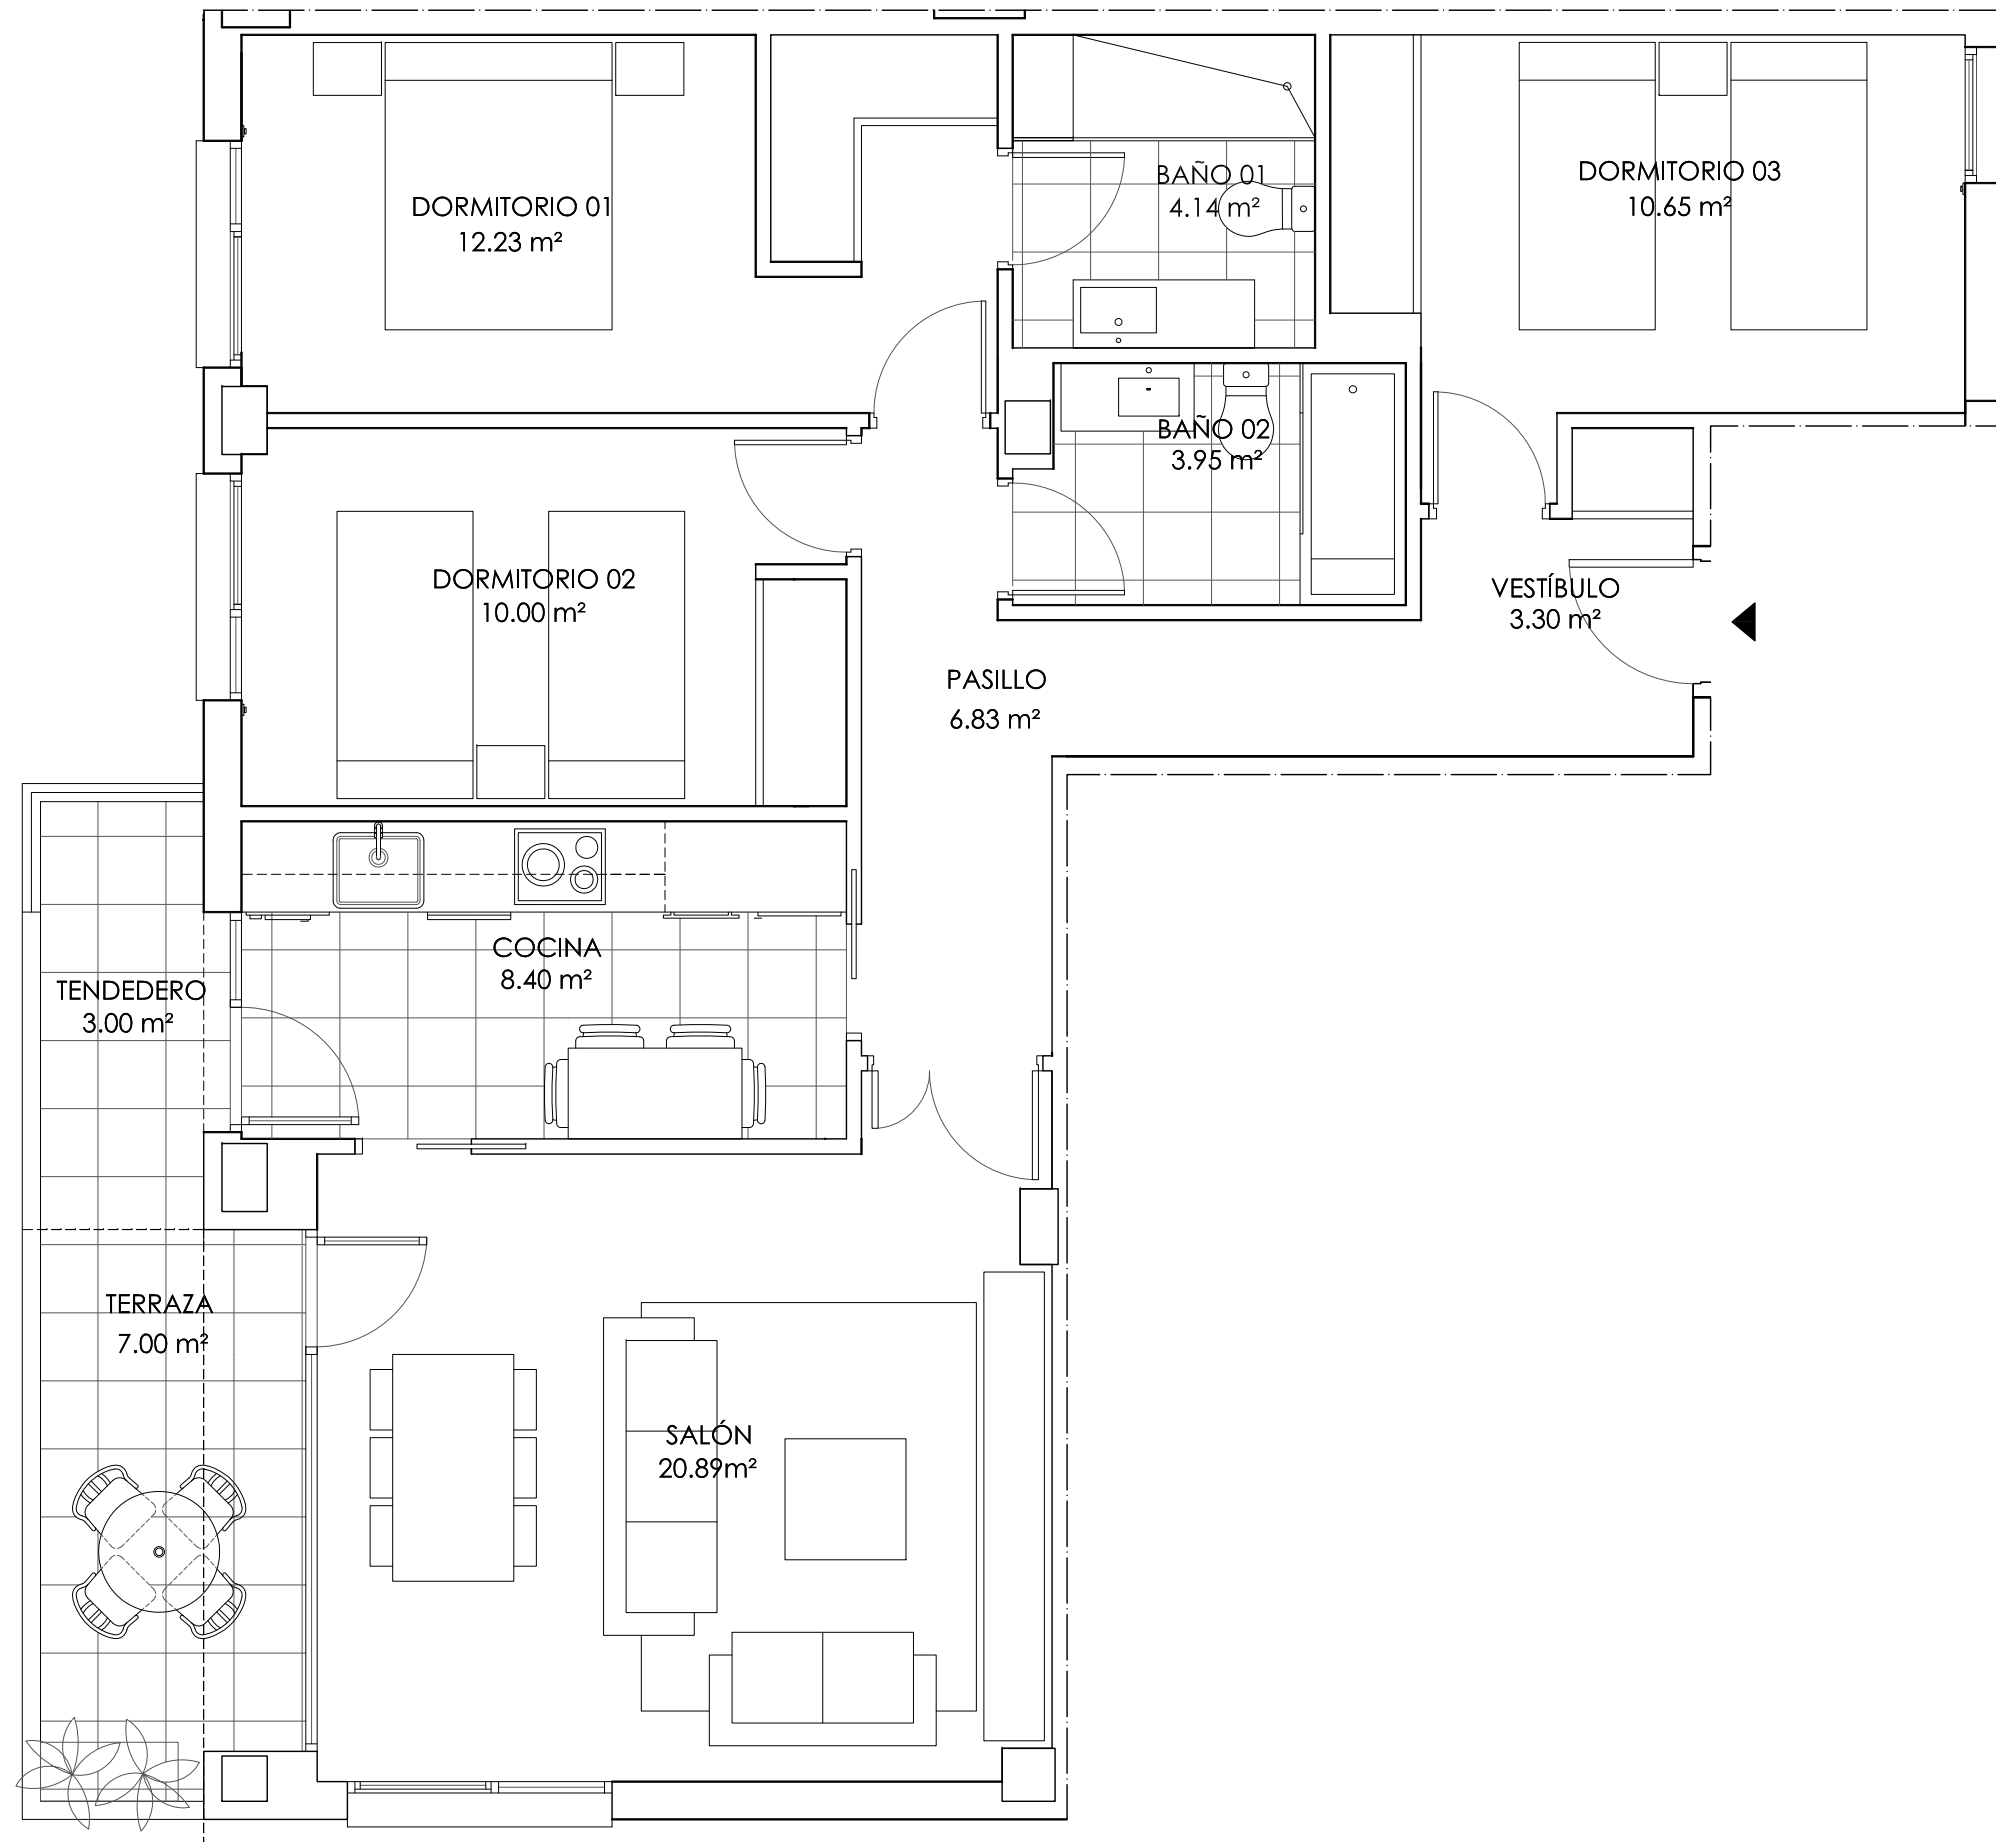 DORMITORIO 01
12.23 m²
BAÑO 01
4.14 m²
DORMITORIO 03
10.65 m²
BAÑO 02
3.95 m²
DORMITORIO 02
10.00 m²
VESTÍBULO
3.30 m²
PASILLO
6.83 m²
COCINA
8.40 m²
TENDEDERO
3.00 m²
TERRAZA
7.00 m²
SALÓN
20.89m²